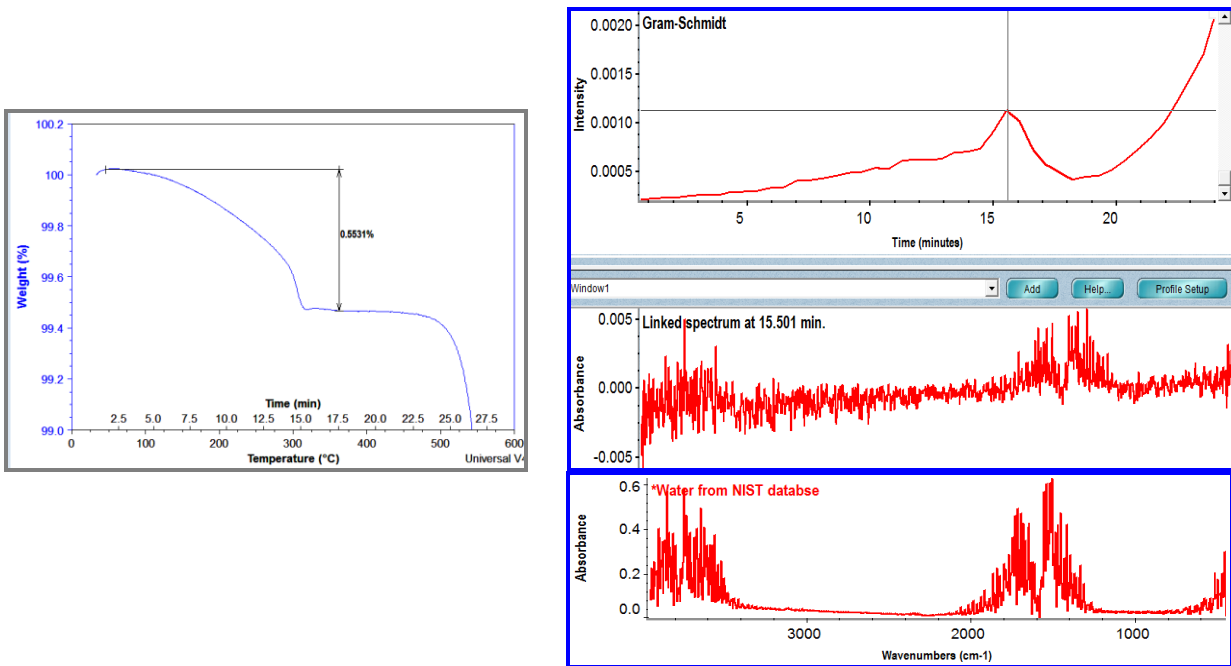 100.2
100
99.8
99.6
99.4
99.2
99.0
Weight (%)
0.5531%
Time (min)
2.5 5.0 7.5 10.0 12.5 15.0 17.5 20.0 22.5 25.0 27.5
0 100 200 300 400 500 600
Temperature (°C)
Universal V4
Gram-Schmidt
0.0020
0.0015
0.0010
0.0005
Intensity
5 10 15 20
Time (minutes)
Window1
Add
Help...
Profile Setup
Linked spectrum at 15.501 min.
0.005
0.000
-0.005
Absorbance
*Water from NIST databse
0.6
0.4
0.2
0.0
Absorbance
3000 2000 1000
Wavenumbers (cm-1)